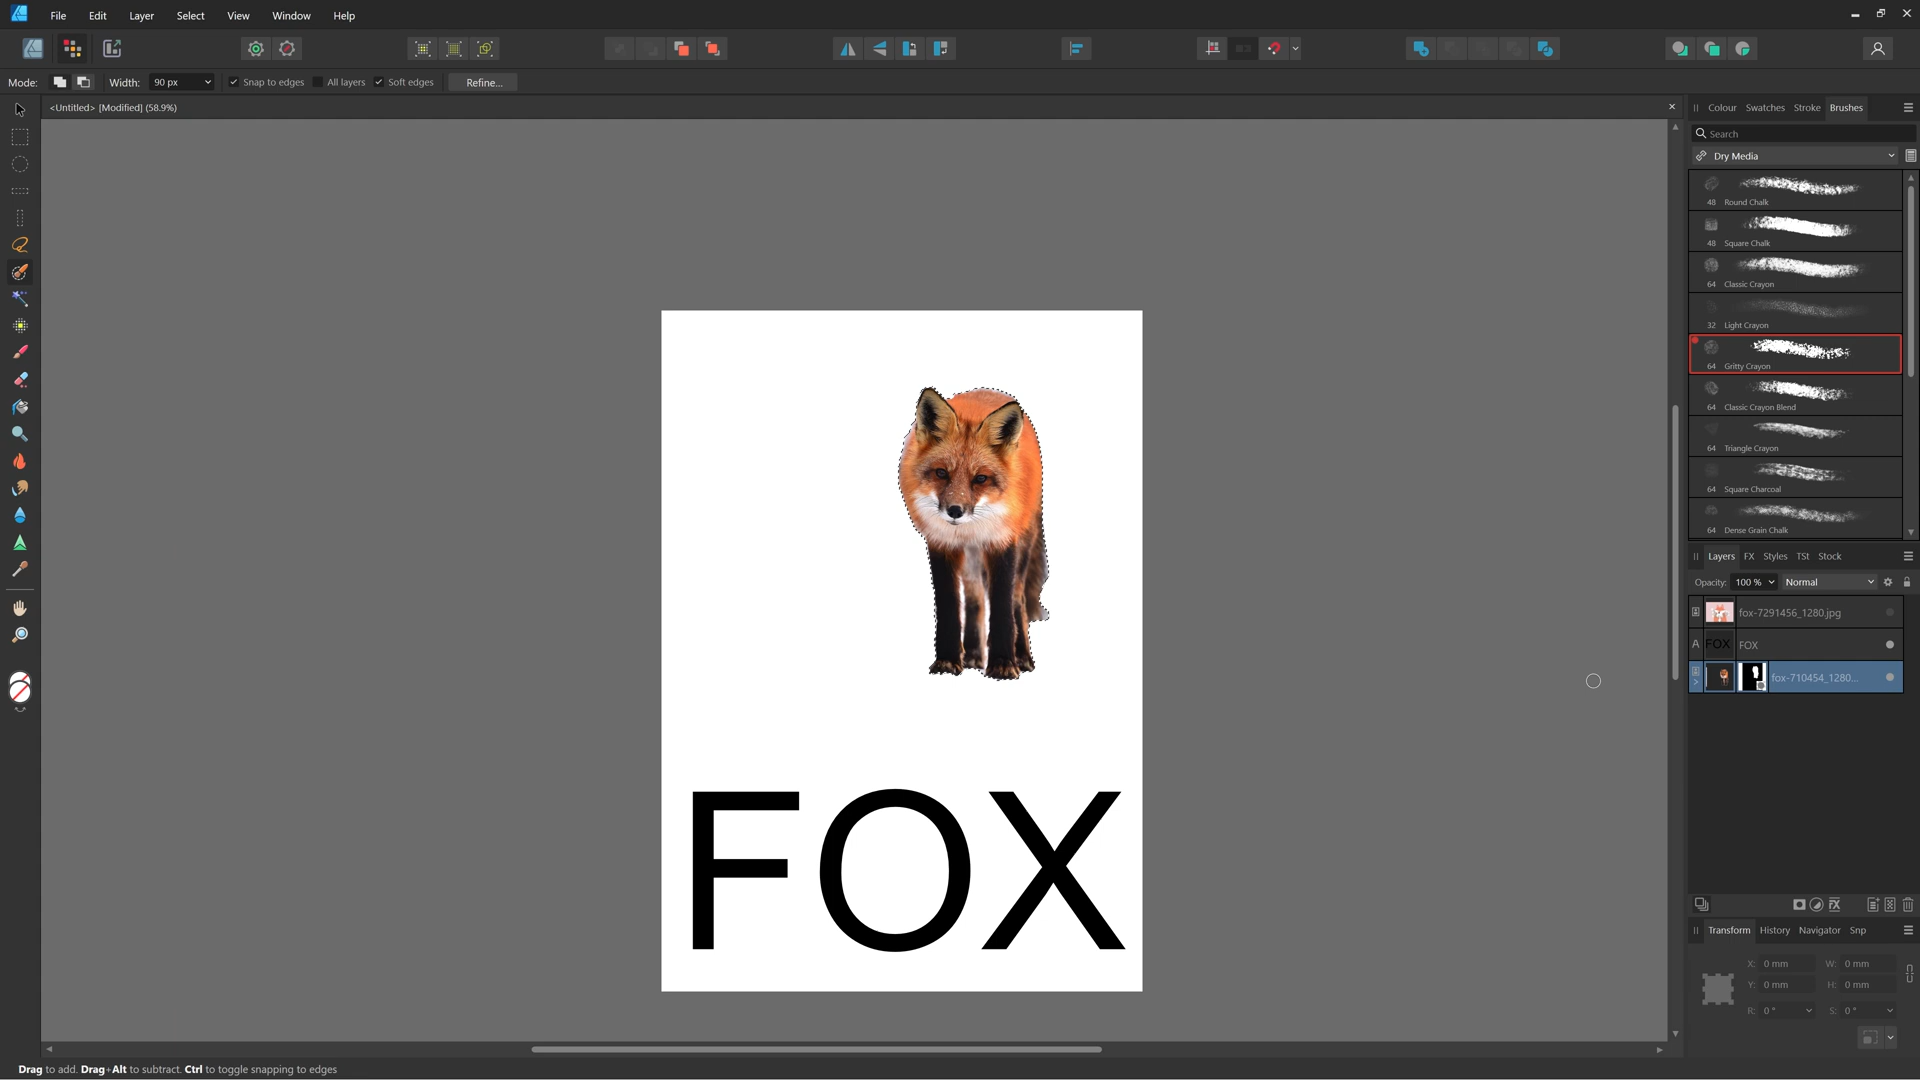 File Edit Layer Select View Window Help
Mode: Width: 90 px Snap to edges All layers Soft edges Refine...
<Untitled> [Modified] (58.9%)
Colour Swatches Stroke Brushes
Search
Dry Media
48 Round Chalk
48 Square Chalk
64 Classic Crayon
32 Light Crayon
64 Gritty Crayon
64 Classic Crayon Blend
64 Triangle Crayon
64 Square Charcoal
64 Dense Grain Chalk
Layers FX Styles TSt Stock
Opacity: 100 % Normal
fox-7291456_1280.jpg
A FOX FOX
fox-710454_1280...
FOX
Transform History Navigator Snp
X: 0 mm W: 0 mm
Y: 0 mm H: 0 mm
R: 0 ° S: 0 °
Drag to add. Drag+Alt to subtract. Ctrl to toggle snapping to edges